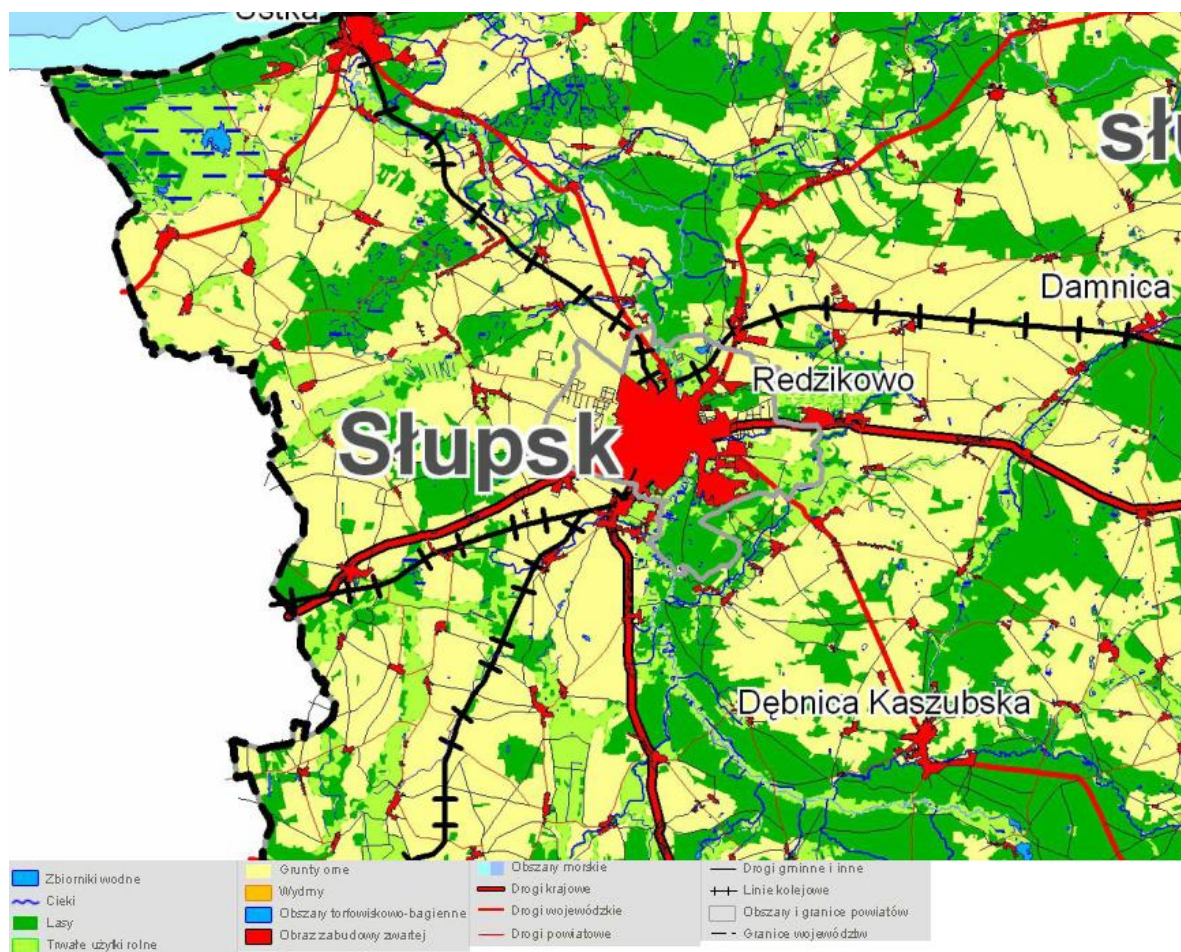 Ustka
słu
Damnica
Redzikowo
Słupsk
Dębnica Kaszubska
Zbiorniki wodne
Cieki
Lasy
Trwałe użytki rolne
Grunty orne
Wydmy
Obszary torfowiskowo-bagienne
Obraz zabudowy zwartej
Obszary morskie
Drogi krajowe
Drogi wojewódzkie
Drogi powiatowe
Drogi gminne i inne
Linie kolejowe
Obszary i granice powiatów
Granice województw